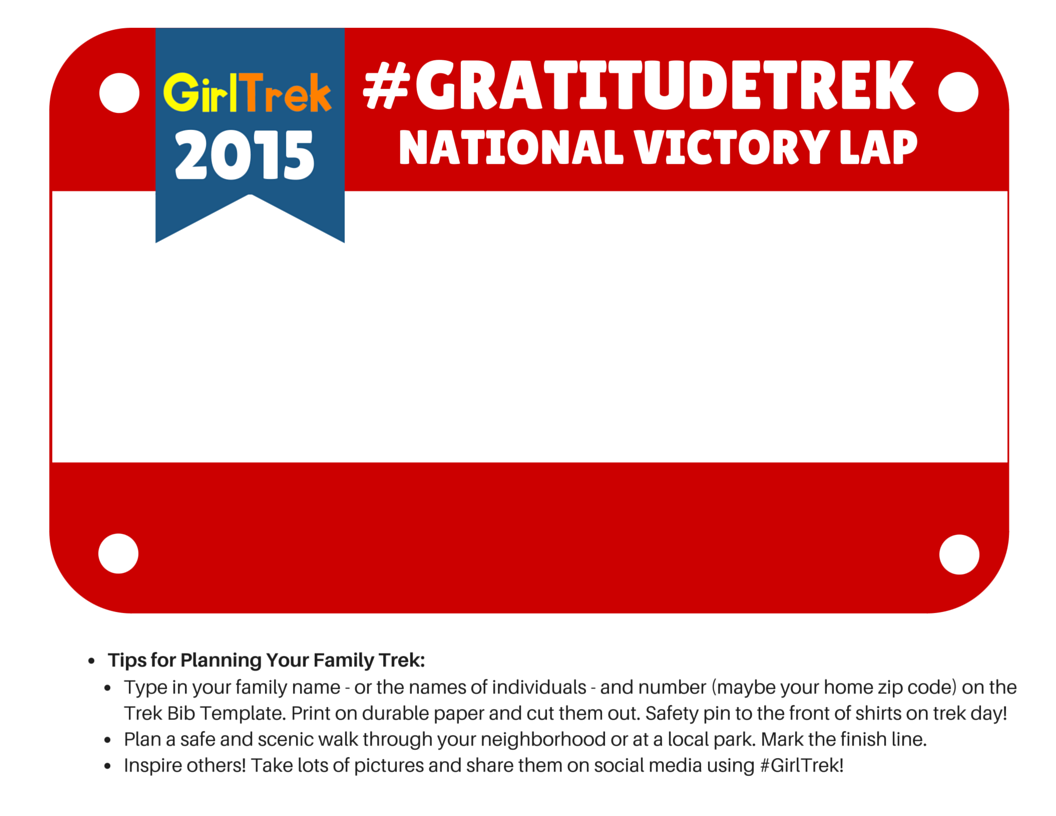 GirlTrek
2015
#GRATITUDETREK
NATIONAL VICTORY LAP
• Tips for Planning Your Family Trek:
• Type in your family name - or the names of individuals - and number (maybe your home zip code) on the
Trek Bib Template. Print on durable paper and cut them out. Safety pin to the front of shirts on trek day!
• Plan a safe and scenic walk through your neighborhood or at a local park. Mark the finish line.
• Inspire others! Take lots of pictures and share them on social media using #GirlTrek!